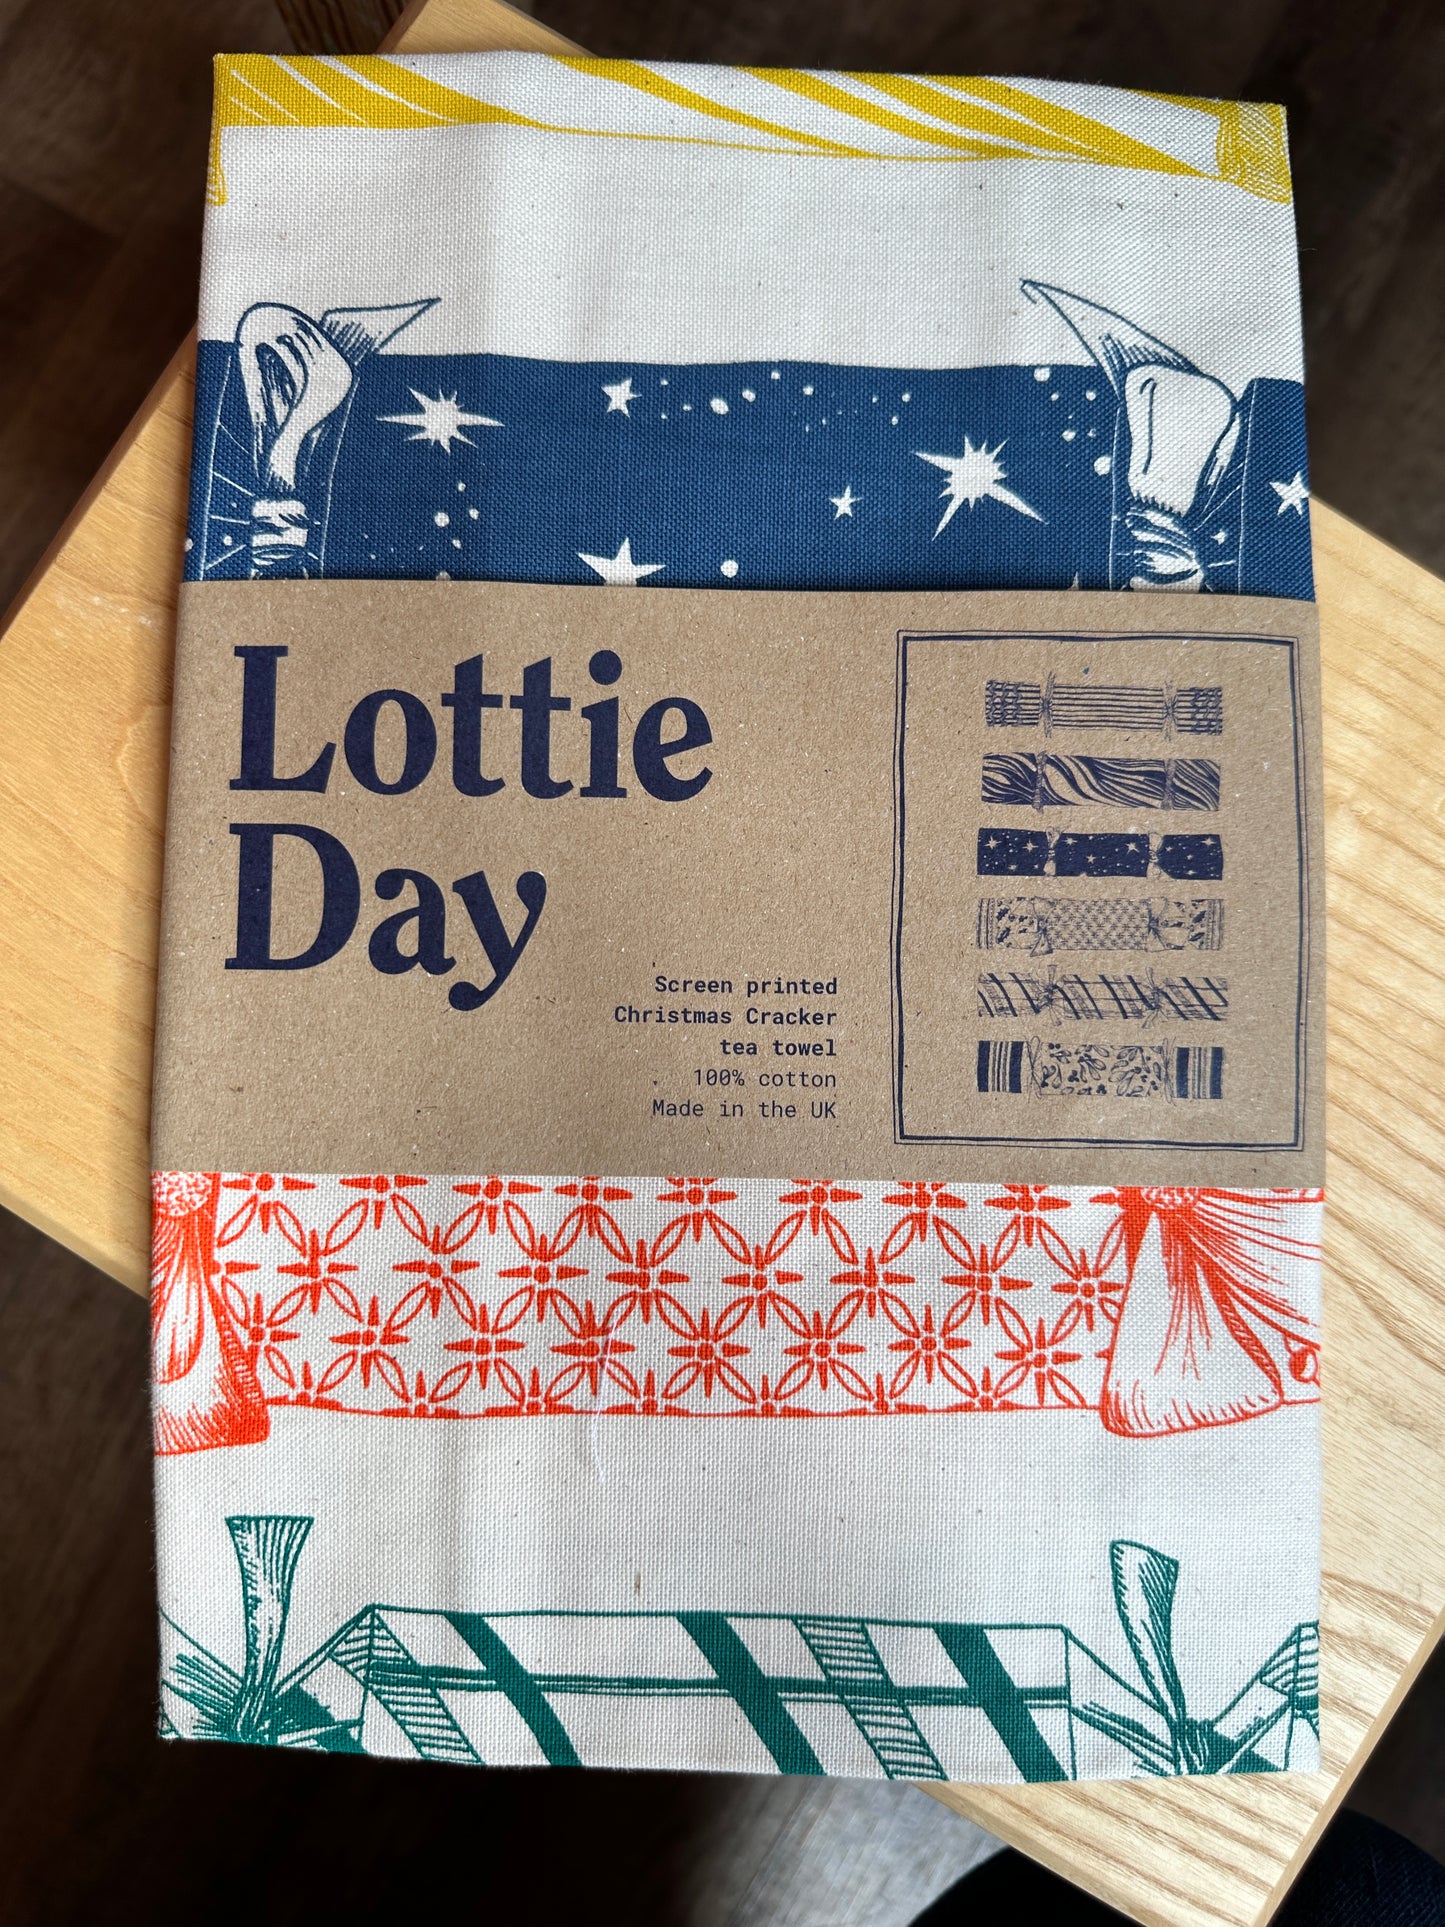 Lottie
Day
Screen printed
Christmas Cracker
tea towel
100% cotton
Made in the UK